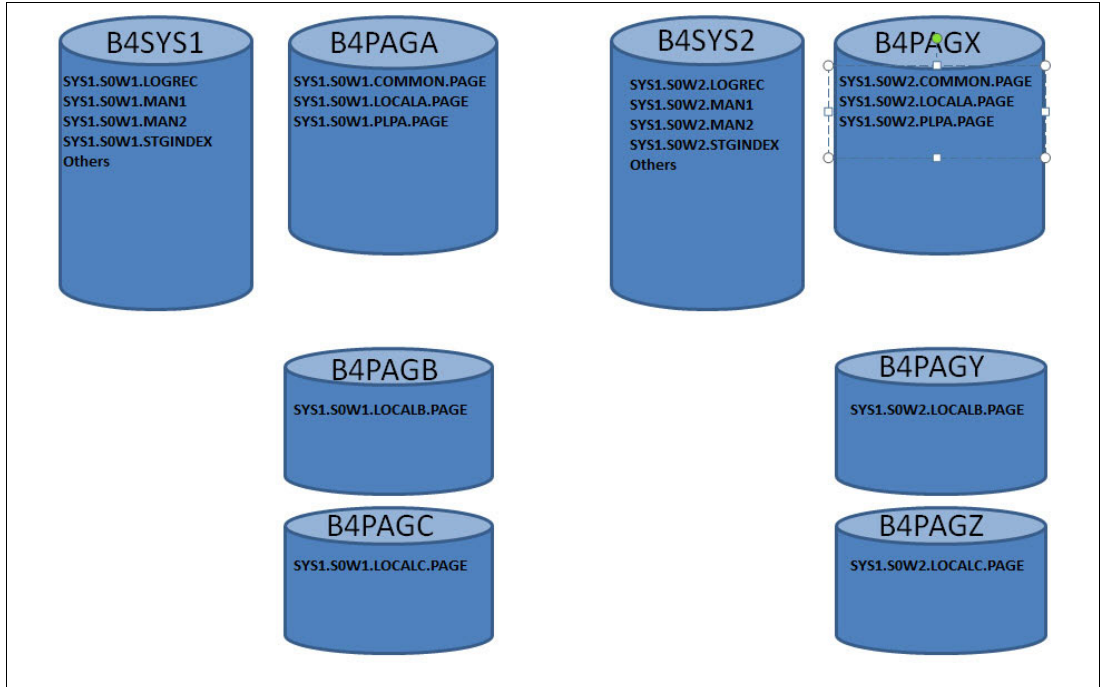 B4SYS1
SYS1.S0W1.LOGREC
SYS1.S0W1.MAN1
SYS1.S0W1.MAN2
SYS1.S0W1.STGINDEX
Others
B4PAGA
SYS1.S0W1.COMMON.PAGE
SYS1.S0W1.LOCALA.PAGE
SYS1.S0W1.PLPA.PAGE
B4SYS2
SYS1.S0W2.LOGREC
SYS1.S0W2.MAN1
SYS1.S0W2.MAN2
SYS1.S0W2.STGINDEX
Others
B4PAGX
SYS1.S0W2.COMMON.PAGE
SYS1.S0W2.LOCALA.PAGE
SYS1.S0W2.PLPA.PAGE
B4PAGB
SYS1.S0W1.LOCALB.PAGE
B4PAGY
SYS1.S0W2.LOCALB.PAGE
B4PAGC
SYS1.S0W1.LOCALC.PAGE
B4PAGZ
SYS1.S0W2.LOCALC.PAGE